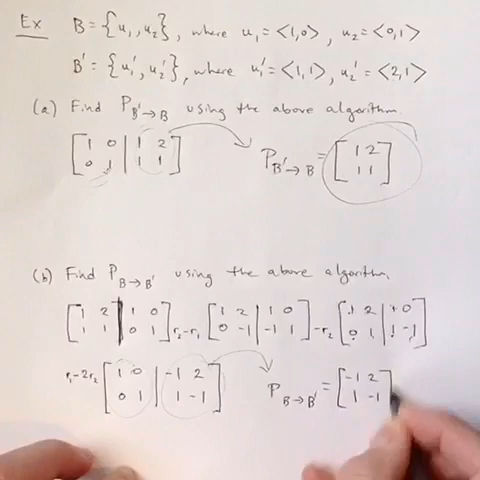 Ex B = {u₁, u₂}, where u₁ = <1,0>, u₂ = <0,1>
B' = {u₁', u₂'}, where u₁' = <1,1>, u₂' = <2,1>
(a) Find P_{B'→B} using the above algorithm.
[1 0 | 1 2
0 1 | 1 1] P_{B'→B} = [1 2
1 1]
(b) Find P_{B→B'} using the above algorithm.
[1 2 | 1 0
1 1 | 0 1] r₂-r₁ [1 2 | 1 0
0 -1 | -1 1] -r₂ [1 2 | 1 0
0 1 | 1 -1]
r₁-2r₂ [1 0 | -1 2
0 1 | 1 -1] P_{B→B'} = [-1 2
1 -1]